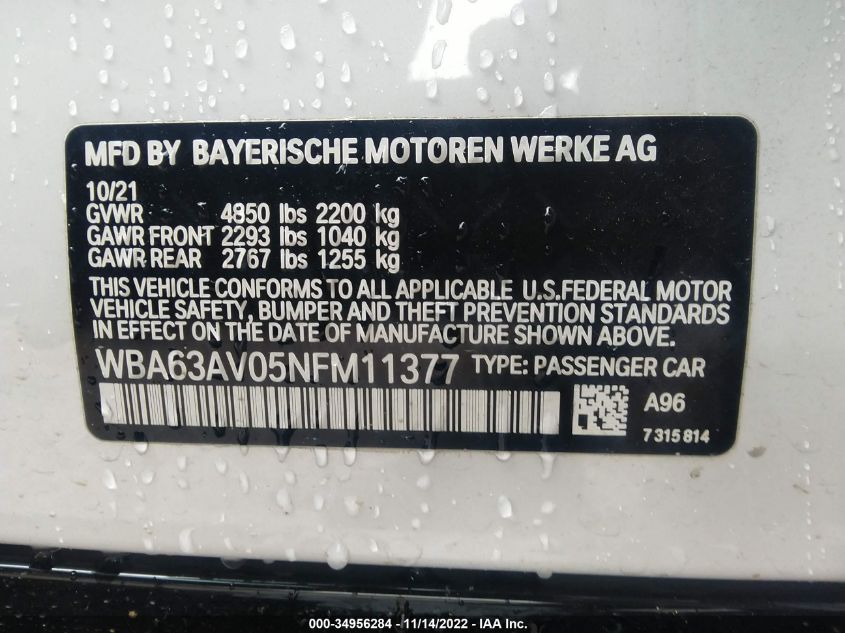 MFD BY BAYERISCHE MOTOREN WERKE AG
10/21
GVWR 4850 lbs 2200 kg
GAWR FRONT 2293 lbs 1040 kg
GAWR REAR 2767 lbs 1255 kg
THIS VEHICLE CONFORMS TO ALL APPLICABLE U.S.FEDERAL MOTOR
VEHICLE SAFETY, BUMPER AND THEFT PREVENTION STANDARDS
IN EFFECT ON THE DATE OF MANUFACTURE SHOWN ABOVE.
WBA63AV05NFM11377 TYPE: PASSENGER CAR
A96
7 315 814
000-34956284 - 11/14/2022 - IAA Inc.